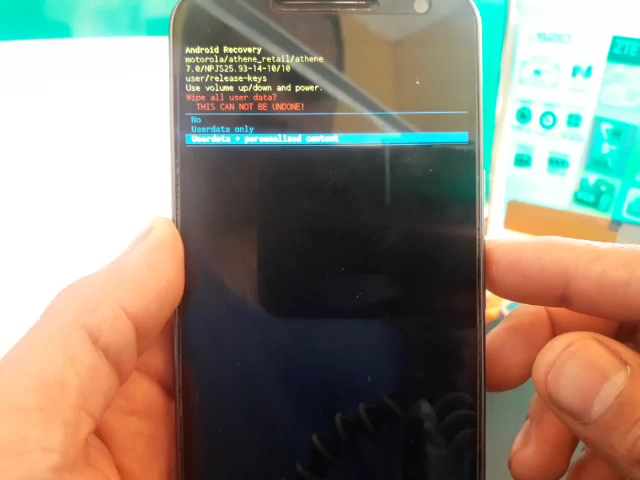 Android Recovery
motorola/athene_retail/athene
7.0/NPJS25.93-14-10/10
user/release-keys
Use volume up/down and power.
Wipe all user data?
THIS CAN NOT BE UNDONE!
No
Userdata only
Userdata + personalized content
ZTE